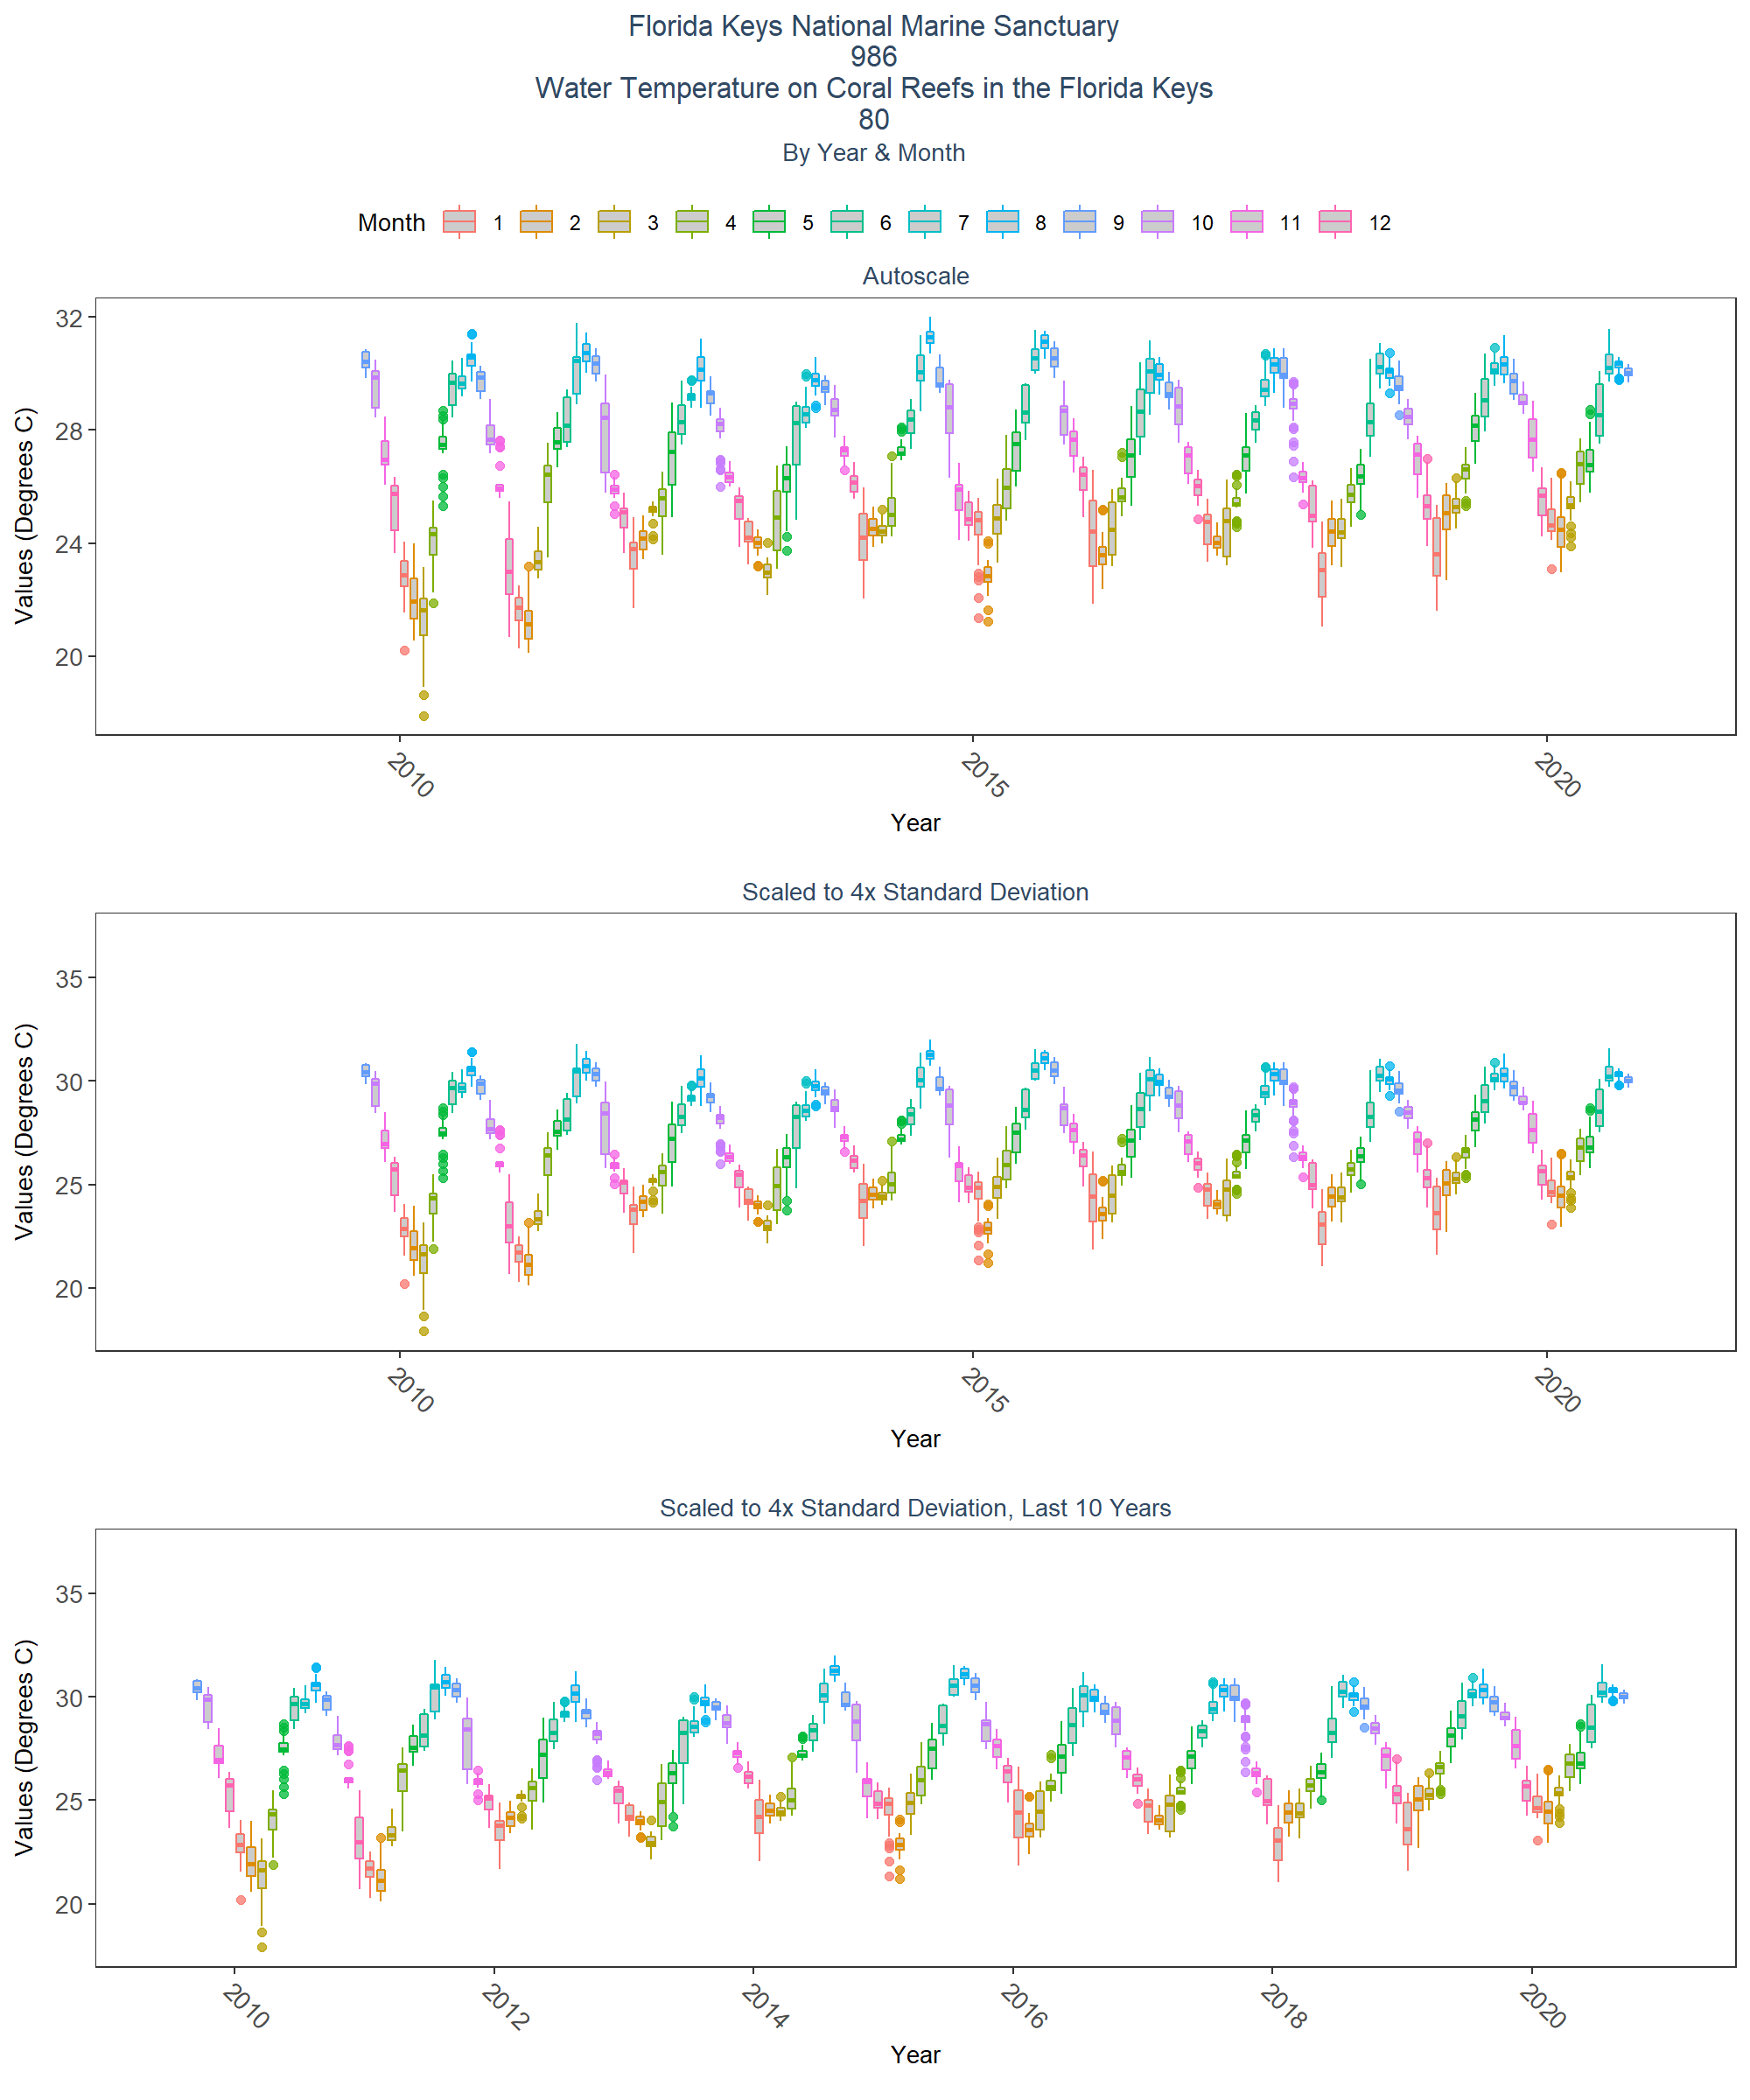 Florida Keys National Marine Sanctuary
986
Water Temperature on Coral Reefs in the Florida Keys
80
By Year & Month
Month 1 2 3 4 5 6 7 8 9 10 11 12
Autoscale
Values (Degrees C)
32
28
24
20
2010 2015 2020
Year
Scaled to 4x Standard Deviation
Values (Degrees C)
35
30
25
20
2010 2015 2020
Year
Scaled to 4x Standard Deviation, Last 10 Years
Values (Degrees C)
35
30
25
20
2010 2012 2014 2016 2018 2020
Year